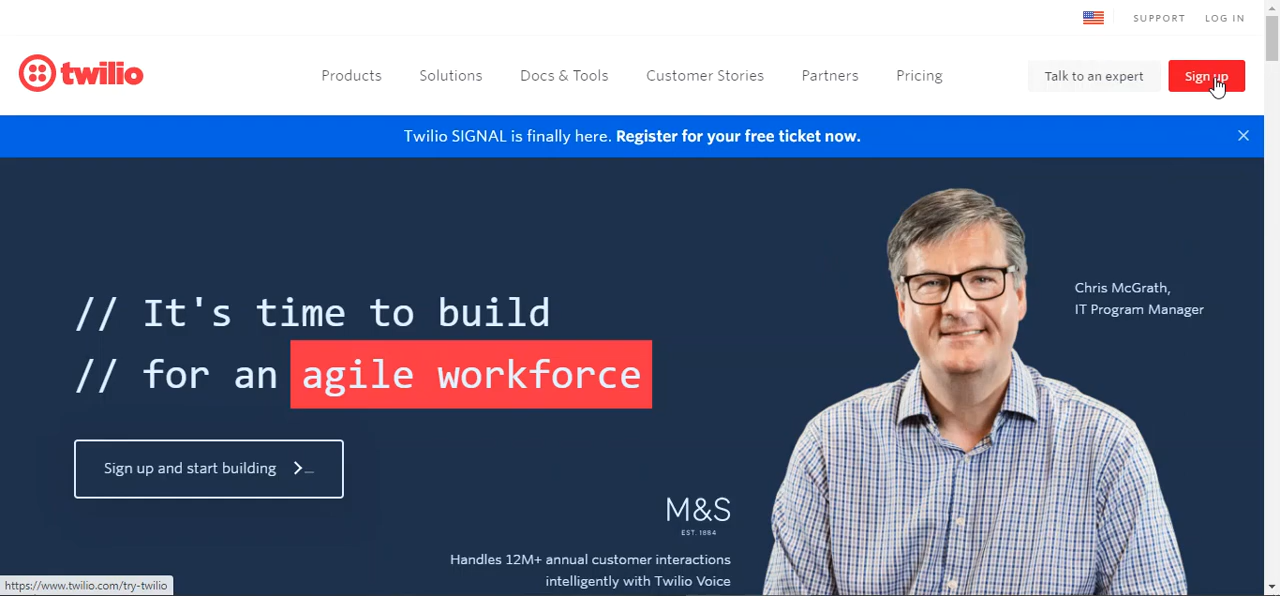 SUPPORT LOG IN
twilio Products Solutions Docs & Tools Customer Stories Partners Pricing Talk to an expert Sign up
Twilio SIGNAL is finally here. Register for your free ticket now.
Chris McGrath,
IT Program Manager
// It's time to build
// for an agile workforce
Sign up and start building
M&S
EST. 1884
Handles 12M+ annual customer interactions
intelligently with Twilio Voice
https://www.twilio.com/try-twilio